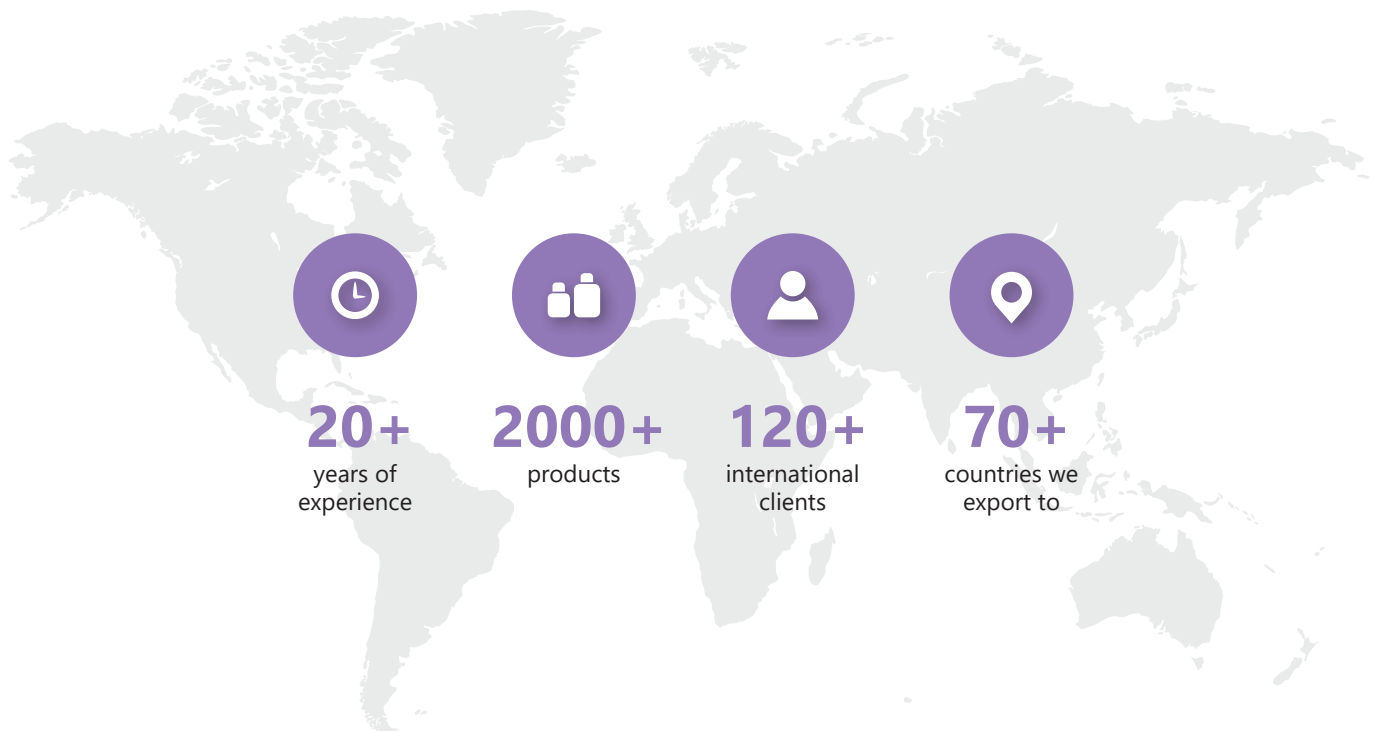 20+
years of
experience
2000+
products
120+
international
clients
70+
countries we
export to